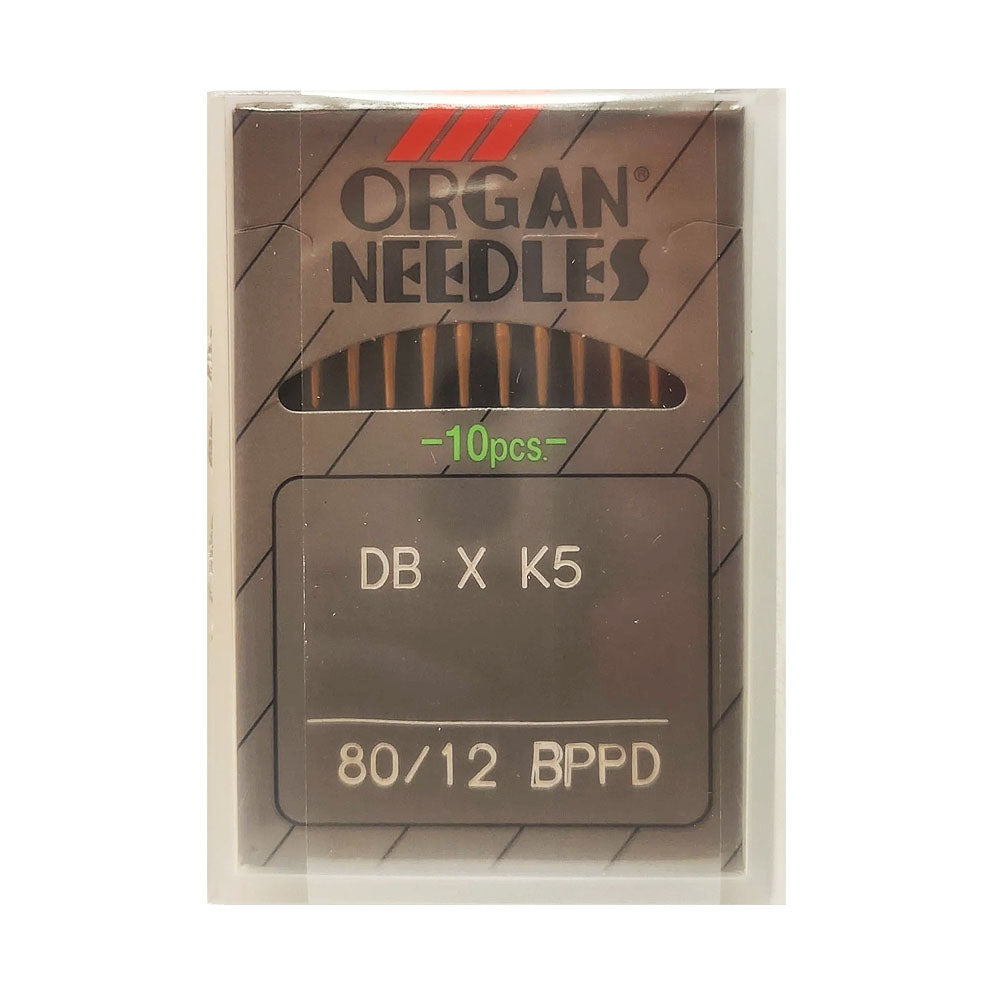 ORGAN®
NEEDLES
-10pcs.-
DB X K5
80/12 BPPD